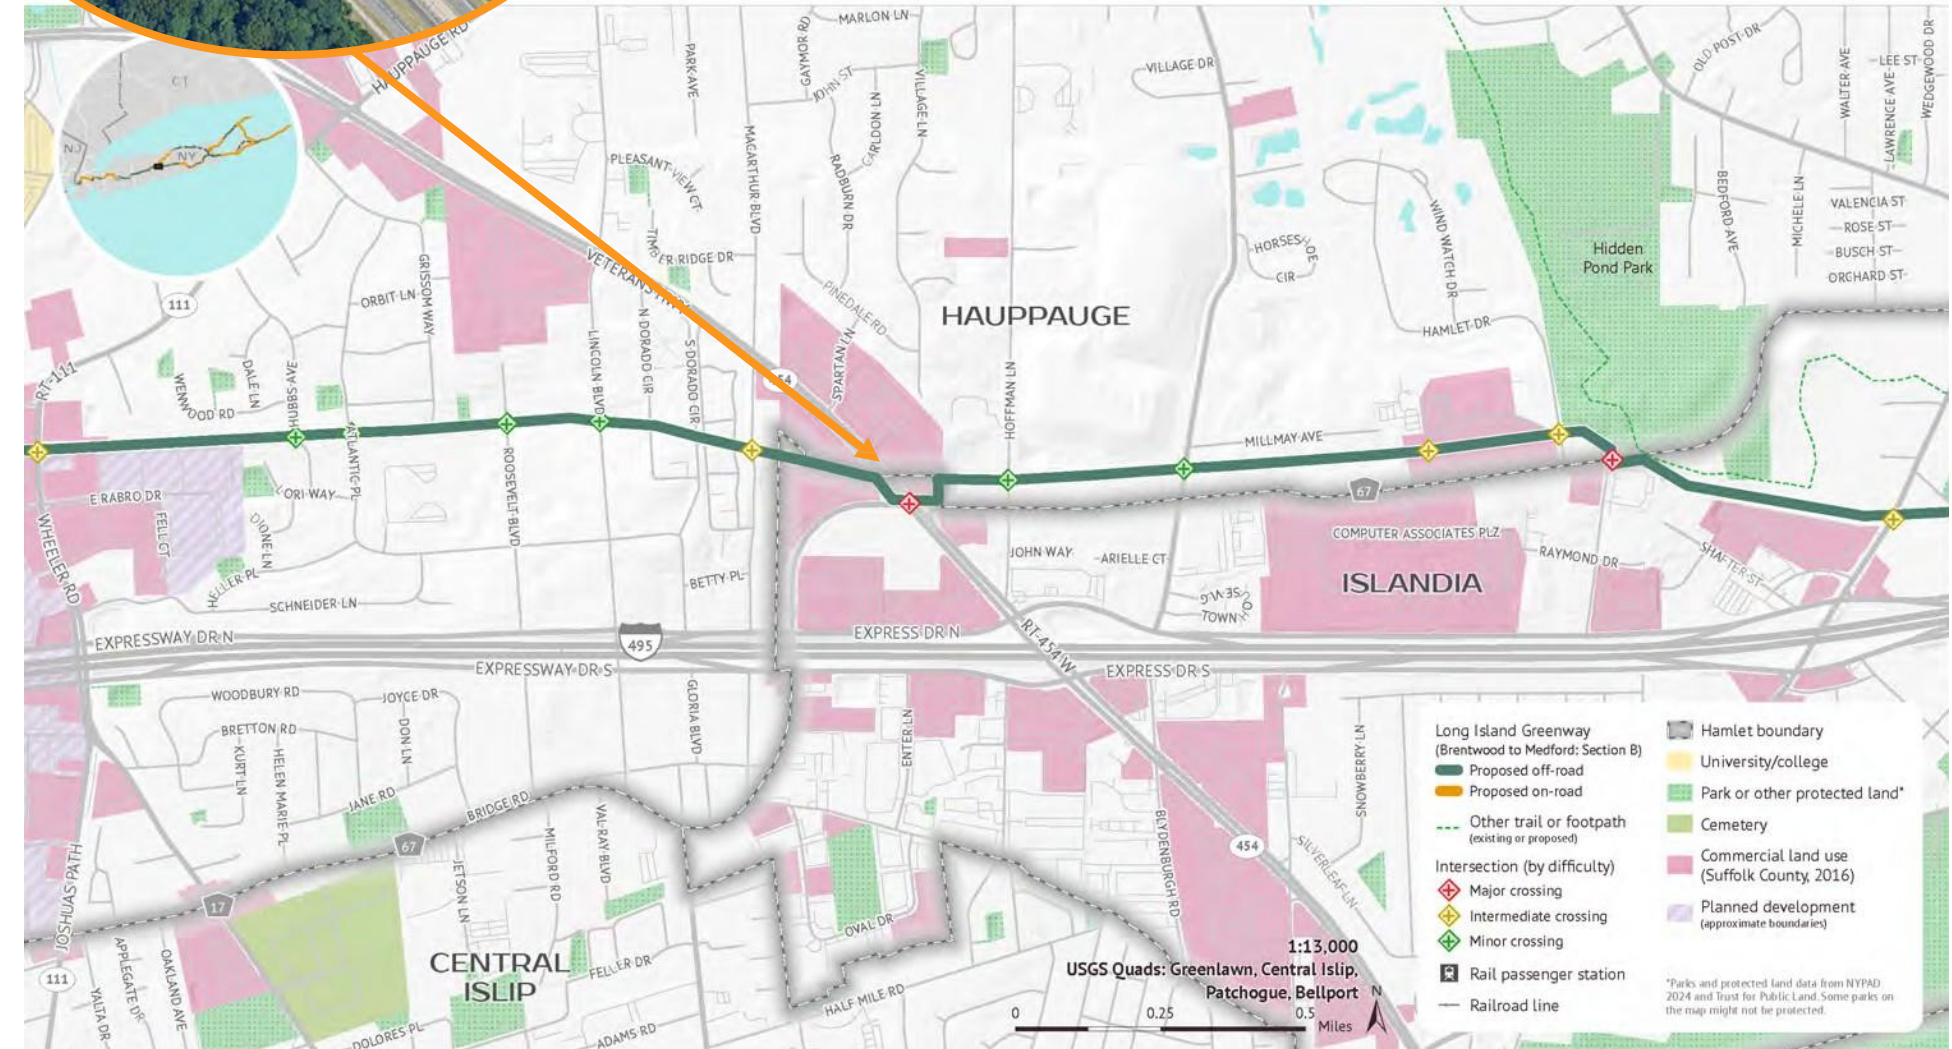 HAUPPAUGE RD
MARLON LN
GAYMOR RD
JOHN ST
PARK AVE
VILLAGE LN
CARLDON LN
RADBURN DR
MACARTHUR BLVD
VILLAGE DR
OLD POST DR
WALTER AVE
LEE ST
LAWRENCE AVE
WEDGEWOOD DR
CT
NJ
NY
PLEASANT VIEW CT
TIMBER RIDGE DR
VETERANS HWY
PINEDALE RD
SPARTAN LN
HORSESHOE
CIR
WIND WATCH DR
HAMLET DR
Hidden
Pond Park
BEDFORD AVE
MICHELE LN
VALENCIA ST
ROSE ST
BUSCH ST
ORCHARD ST
111
ORBIT LN
GRISSOM WAY
HAUPPAUGE
RT-111
WENWOOD RD
DALE LN
HUBBS AVE
ATLANTIC PL
LINCOLN BLVD
N DORADO CIR
S DORADO CIR
HOFFMAN LN
MILLMAY AVE
67
E RABRO DR
FELL CT
LORI WAY
DIONE LN
HELLER PL
ROOSEVELT BLVD
BETTY PL
SCHNEIDER LN
WHEELER RD
JOHN WAY
ARIELLE CT
COMPUTER ASSOCIATES PLZ
RAYMOND DR
SHAFTER ST
ISLANDIA
EXPRESSWAY DR N
495
EXPRESS DR N
EXPRESSWAY DR S
RT-454 W
EXPRESS DR S
WOODBURY RD
JOYCE DR
BRETTON RD
KURT LN
HELEN MARIE PL
DON LN
GLORIA BLVD
ENTER LN
JANE RD
BRIDGE RD
67
17
JOSHUAS PATH
JETSON LN
MILFORD RD
VAL RAY BLVD
BLYDENBURGH RD
SNOWBERRY LN
454
SILVERLEAF LN
OVAL DR
CENTRAL
ISLIP
FELLER DR
HALF MILE RD
111
YALTA DR
APPLEGATE DR
OAKLAND AVE
DOLORES PL
ADAMS RD
1:13,000
USGS Quads: Greenlawn, Central Islip,
Patchogue, Bellport
N
0 0.25 0.5 Miles
Long Island Greenway
(Brentwood to Medford: Section B)
Proposed off-road
Proposed on-road
Other trail or footpath
(existing or proposed)
Intersection (by difficulty)
Major crossing
Intermediate crossing
Minor crossing
Rail passenger station
Railroad line
Hamlet boundary
University/college
Park or other protected land*
Cemetery
Commercial land use
(Suffolk County, 2016)
Planned development
(approximate boundaries)
*Parks and protected land data from NYPAD
2024 and Trust for Public Land. Some parks on
the map might not be protected.